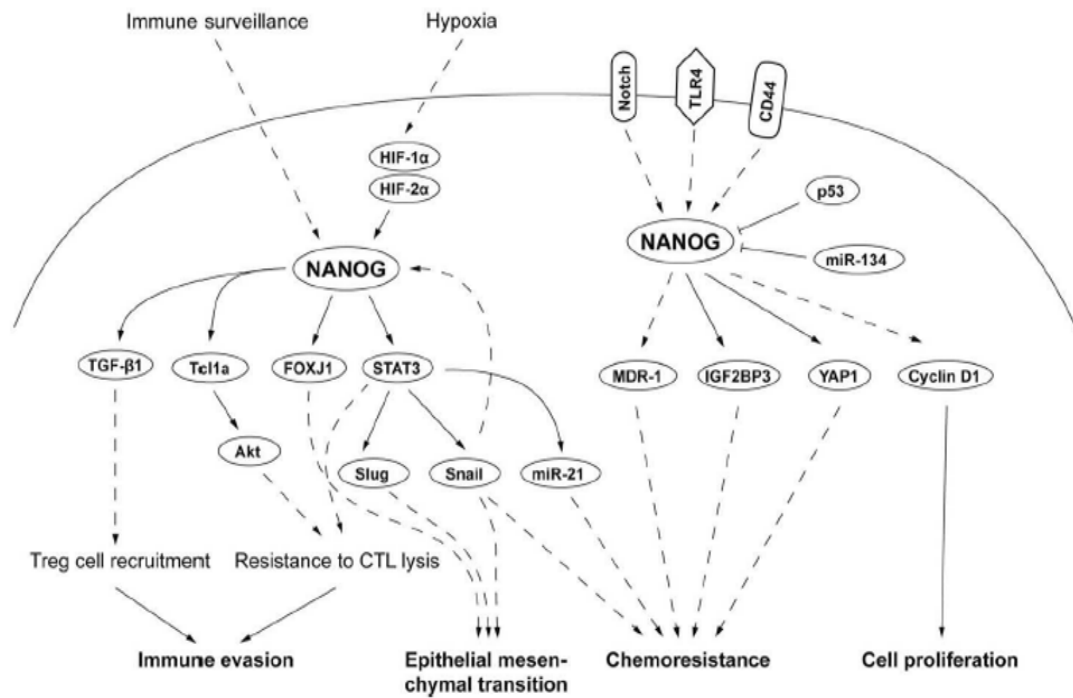 Immune surveillance
Hypoxia
Notch
TLR4
CD44
HIF-1α
HIF-2α
p53
NANOG
miR-134
NANOG
TGF-β1
Tcl1a
FOXJ1
STAT3
MDR-1
IGF2BP3
YAP1
Cyclin D1
Akt
Slug
Snail
miR-21
Treg cell recruitment
Resistance to CTL lysis
Immune evasion
Epithelial mesen-
chymal transition
Chemoresistance
Cell proliferation